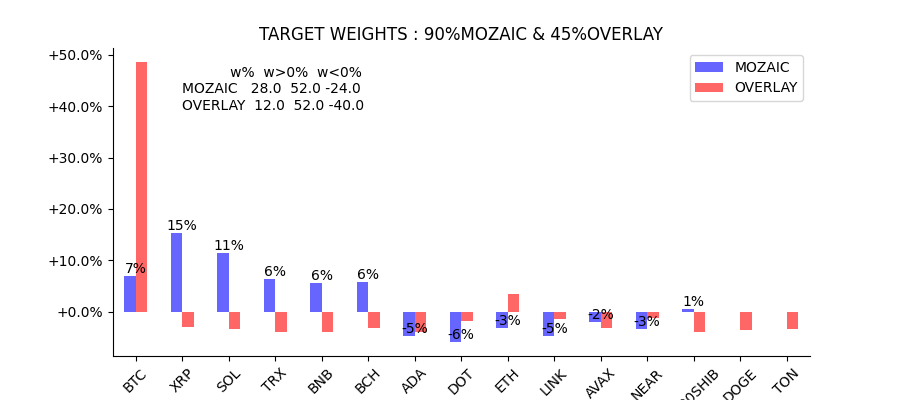 TARGET WEIGHTS : 90%MOZAIC & 45%OVERLAY
+50.0%
+40.0%
+30.0%
+20.0%
+10.0%
+0.0%
w% w>0% w<0%
MOZAIC 28.0 52.0 -24.0
OVERLAY 12.0 52.0 -40.0
MOZAIC
OVERLAY
7%
15%
11%
6%
6%
6%
-5%
-6%
-3%
-5%
-2%
-3%
1%
BTC
XRP
SOL
TRX
BNB
BCH
ADA
DOT
ETH
LINK
AVAX
NEAR
DOGE
TON